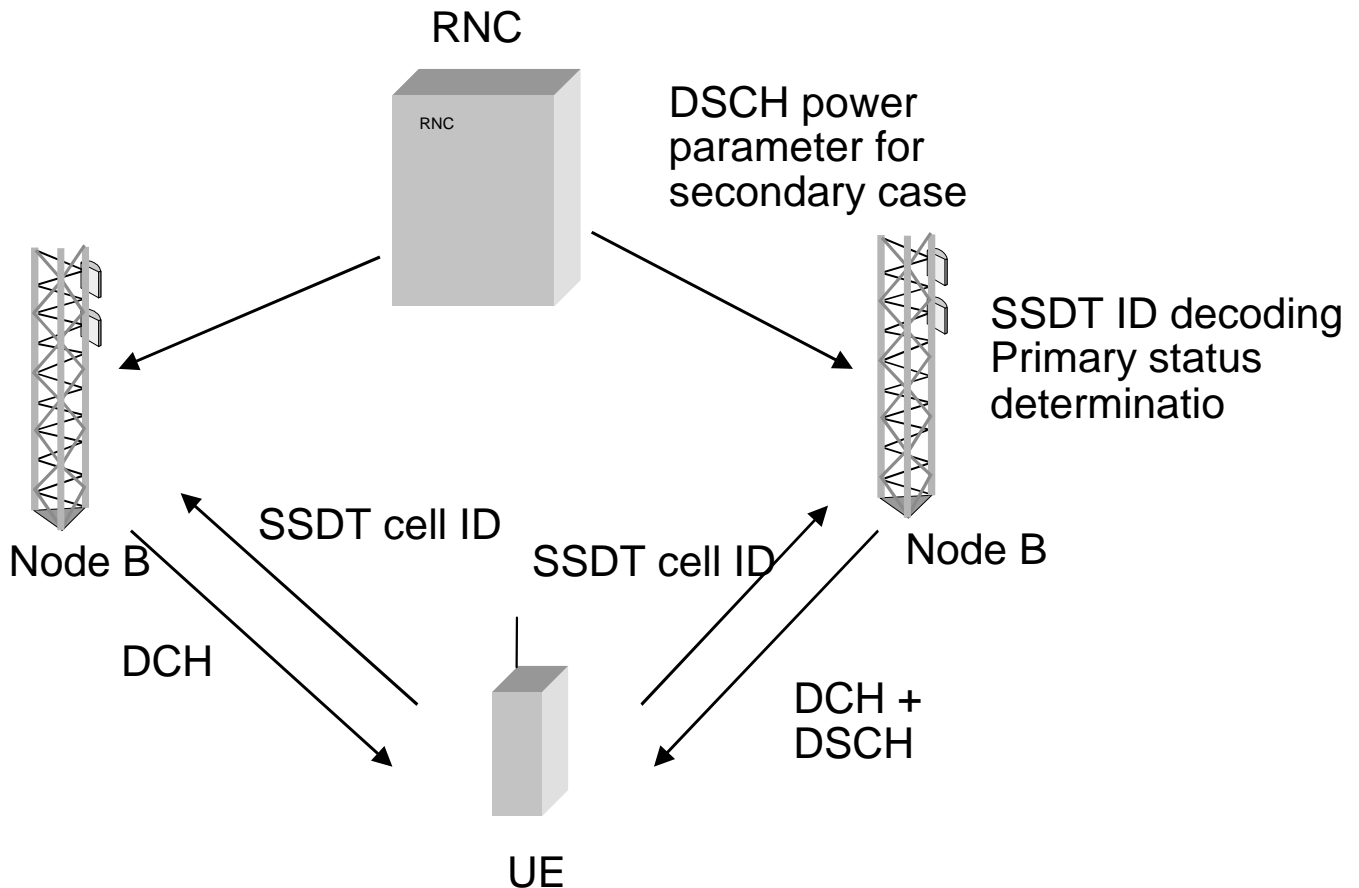 RNC
RNC
DSCH power
parameter for
secondary case
SSDT ID decoding
Primary status
determinatio
Node B
SSDT cell ID
SSDT cell ID
Node B
DCH
DCH +
DSCH
UE